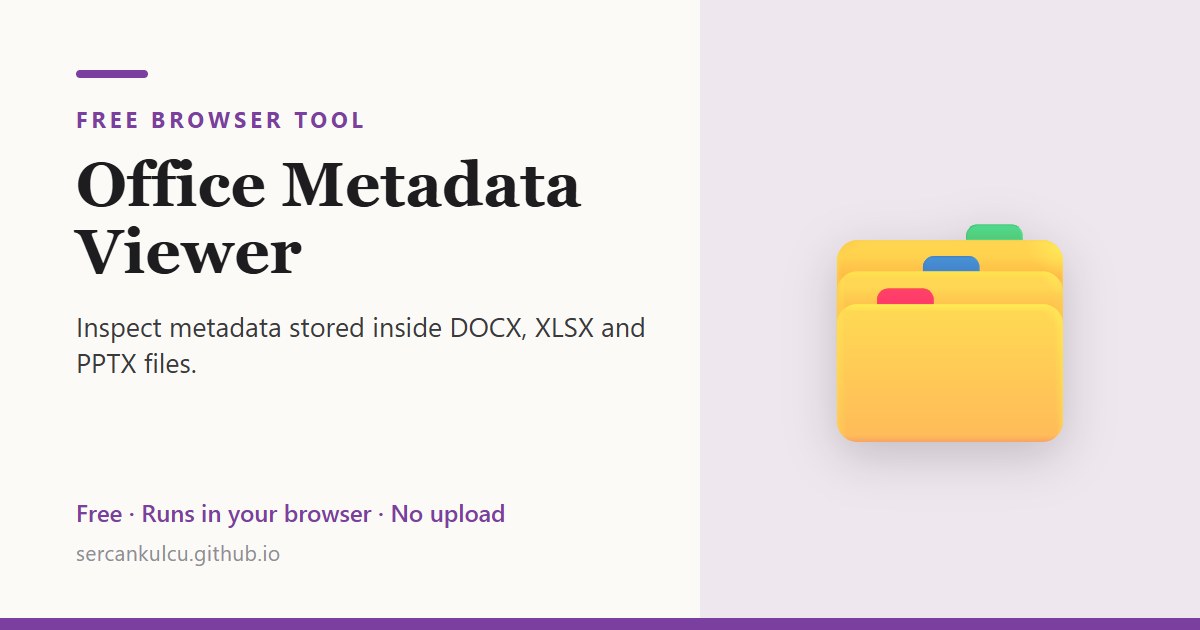 FREE BROWSER TOOL
Office Metadata
Viewer
Inspect metadata stored inside DOCX, XLSX and
PPTX files.
Free · Runs in your browser · No upload
sercankulcu.github.io